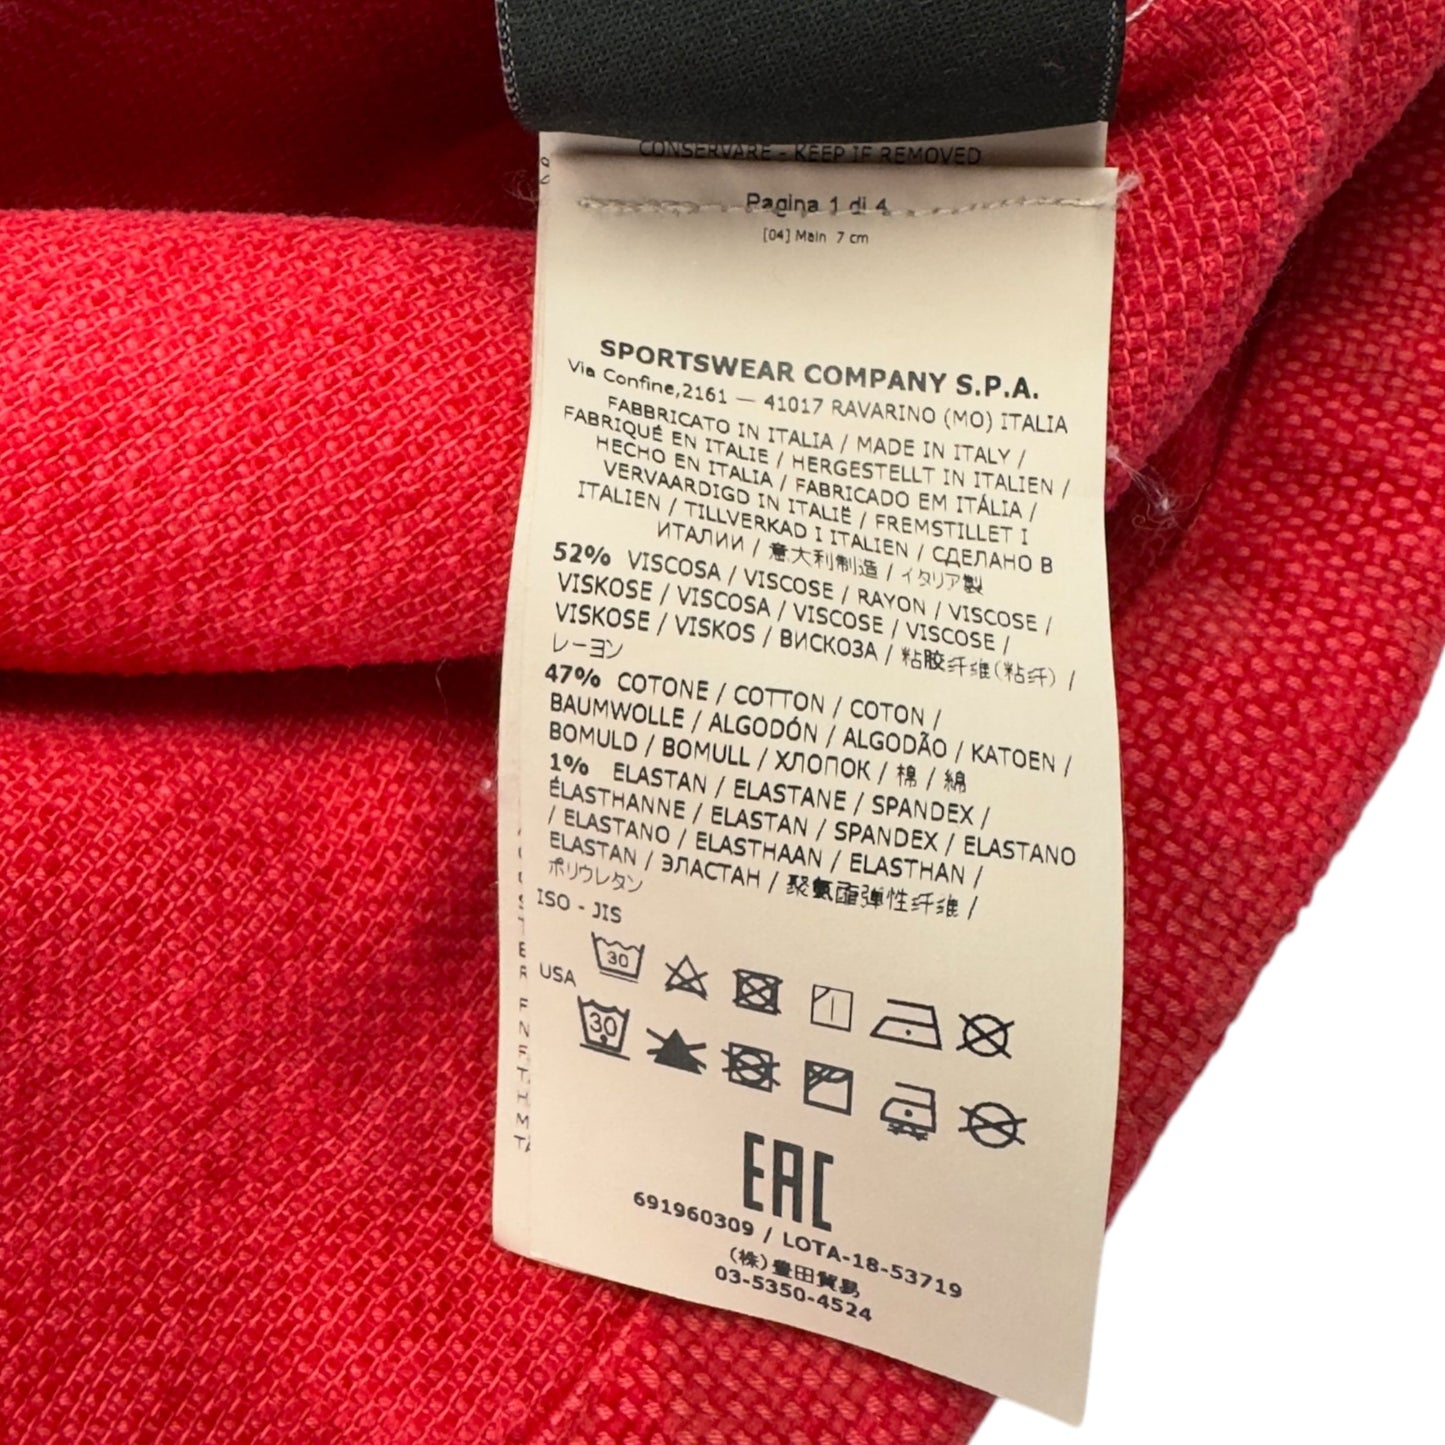 CONSERVARE - KEEP IF REMOVED
Pagina 1 di 4
[04] Main 7 cm
SPORTSWEAR COMPANY S.P.A.
Via Confine,2161 — 41017 RAVARINO (MO) ITALIA
FABBRICATO IN ITALIA / MADE IN ITALY /
FABRIQUÉ EN ITALIE / HERGESTELLT IN ITALIEN /
HECHO EN ITALIA / FABRICADO EM ITÁLIA /
VERVAARDIGD IN ITALIË / FREMSTILLET I
ITALIEN / TILLVERKAD I ITALIEN / СДЕЛАНО В
ИТАЛИИ / 意大利制造 / イタリア製
52% VISCOSA / VISCOSE / RAYON / VISCOSE /
VISKOSE / VISCOSA / VISCOSE / VISCOSE /
VISKOSE / VISKOS / ВИСКОЗА / 粘胶纤维(粘纤) /
レーヨン
47% COTONE / COTTON / COTON /
BAUMWOLLE / ALGODÓN / ALGODÃO / KATOEN /
BOMULD / BOMULL / ХЛОПОК / 棉 / 綿
1% ELASTAN / ELASTANE / SPANDEX /
ÉLASTHANNE / ELASTAN / SPANDEX / ELASTANO
/ ELASTANO / ELASTHAAN / ELASTHAN /
ELASTAN / ЭЛАСТАН / 聚氨酯弹性纤维 /
ポリウレタン
ISO - JIS
30
USA
30
EAC
691960309 / LOTA-18-53719
(株)豊田貿易
03-5350-4524